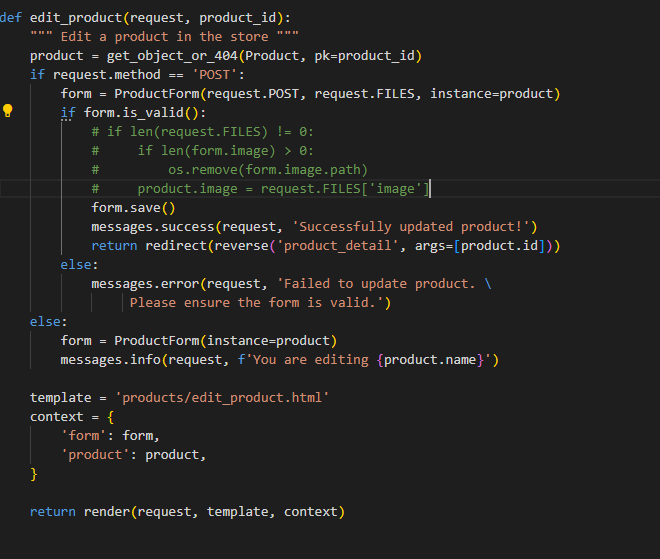 def edit_product(request, product_id):
    """ Edit a product in the store """
    product = get_object_or_404(Product, pk=product_id)
    if request.method == 'POST':
        form = ProductForm(request.POST, request.FILES, instance=product)
        if form.is_valid():
            # if len(request.FILES) != 0:
            #     if len(form.image) > 0:
            #         os.remove(form.image.path)
            #     product.image = request.FILES['image']
            form.save()
            messages.success(request, 'Successfully updated product!')
            return redirect(reverse('product_detail', args=[product.id]))
        else:
            messages.error(request, 'Failed to update product. \
                 Please ensure the form is valid.')
    else:
        form = ProductForm(instance=product)
        messages.info(request, f'You are editing {product.name}')

    template = 'products/edit_product.html'
    context = {
        'form': form,
        'product': product,
    }

    return render(request, template, context)